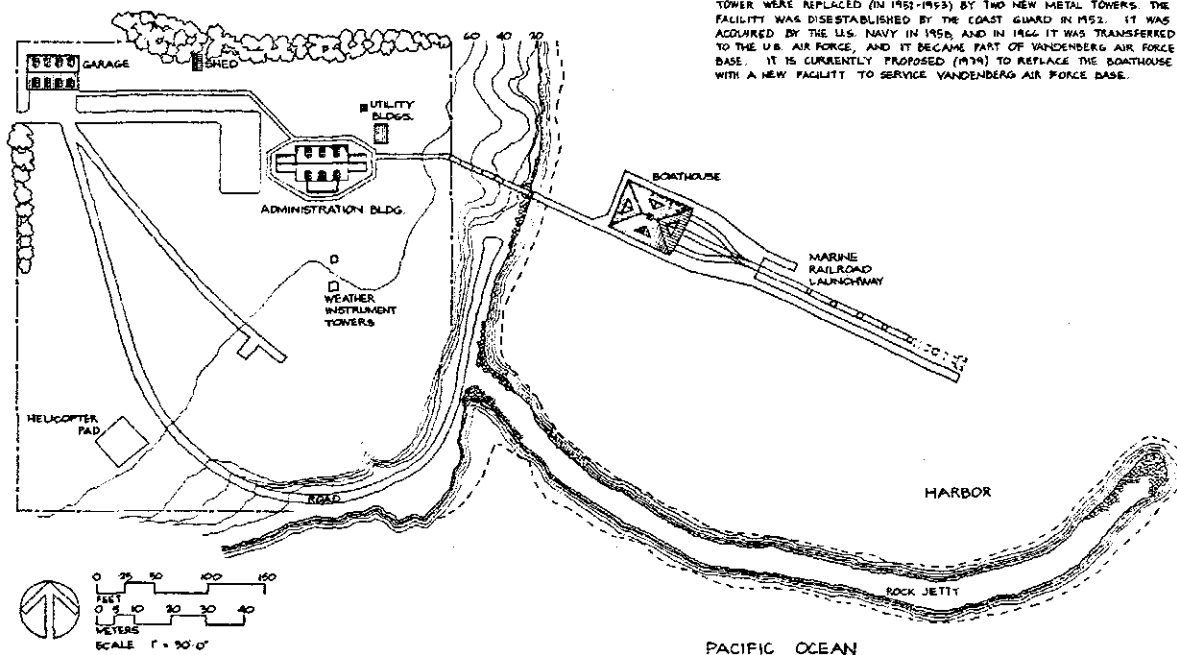 TOWER WERE REPLACED (IN 1951-1953) BY TWO NEW METAL TOWERS. THE
FACILITY WAS DISESTABLISHED BY THE COAST GUARD IN 1952. IT WAS
ACQUIRED BY THE U.S. NAVY IN 1958, AND IN 1966 IT WAS TRANSFERRED
TO THE U.S. AIR FORCE, AND IT BECAME PART OF VANDENBERG AIR FORCE
BASE. IT IS CURRENTLY PROPOSED (1979) TO REPLACE THE BOATHOUSE
WITH A NEW FACILITY TO SERVICE VANDENBERG AIR FORCE BASE.
60 40 20
GARAGE
SHED
UTILITY
BLDGS.
ADMINISTRATION BLDG.
BOATHOUSE
MARINE
RAILROAD
LAUNCHWAY
WEATHER
INSTRUMENT
TOWERS
HELICOPTER
PAD
ROAD
HARBOR
ROCK JETTY
PACIFIC OCEAN
0 25 50 100 150
FEET
0 5 10 20 30 40
METERS
SCALE 1" = 50'-0"